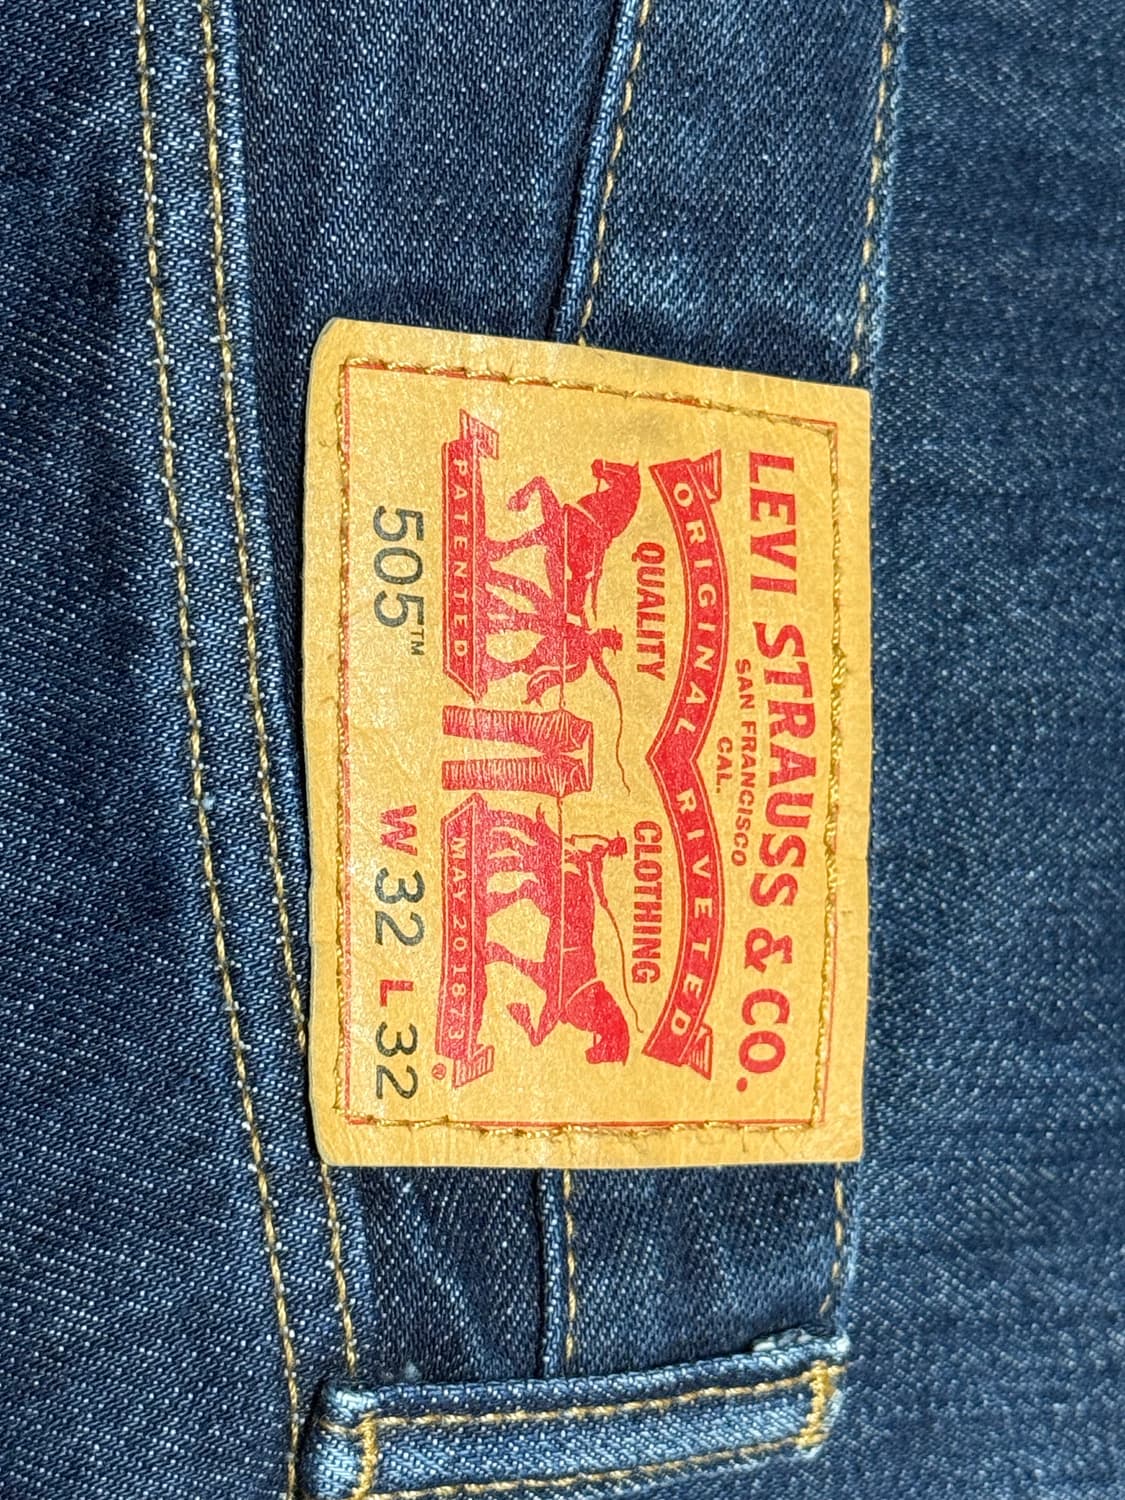 LEVI STRAUSS & CO.
SAN FRANCISCO
CAL.
ORIGINAL RIVETED
QUALITY CLOTHING
PATENTED MAY 20 1873 ®
505™ W 32 L 32